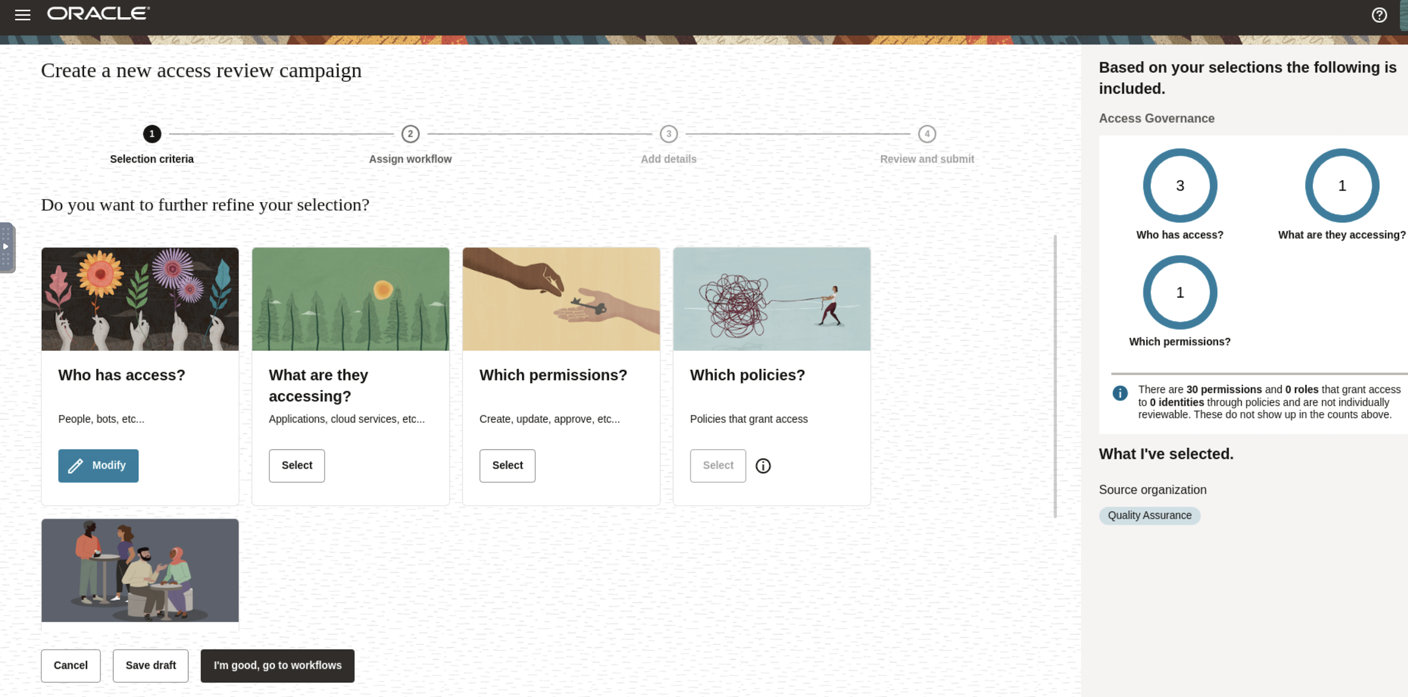 ORACLE
Create a new access review campaign
1
2
3
4
Selection criteria
Assign workflow
Add details
Review and submit
Do you want to further refine your selection?
Who has access?
People, bots, etc...
Modify
What are they
accessing?
Applications, cloud services, etc...
Select
Which permissions?
Create, update, approve, etc...
Select
Which policies?
Policies that grant access
Select
Cancel
Save draft
I'm good, go to workflows
Based on your selections the following is
included.
Access Governance
3
Who has access?
1
What are they accessing?
1
Which permissions?
There are 30 permissions and 0 roles that grant access
to 0 identities through policies and are not individually
reviewable. These do not show up in the counts above.
What I've selected.
Source organization
Quality Assurance